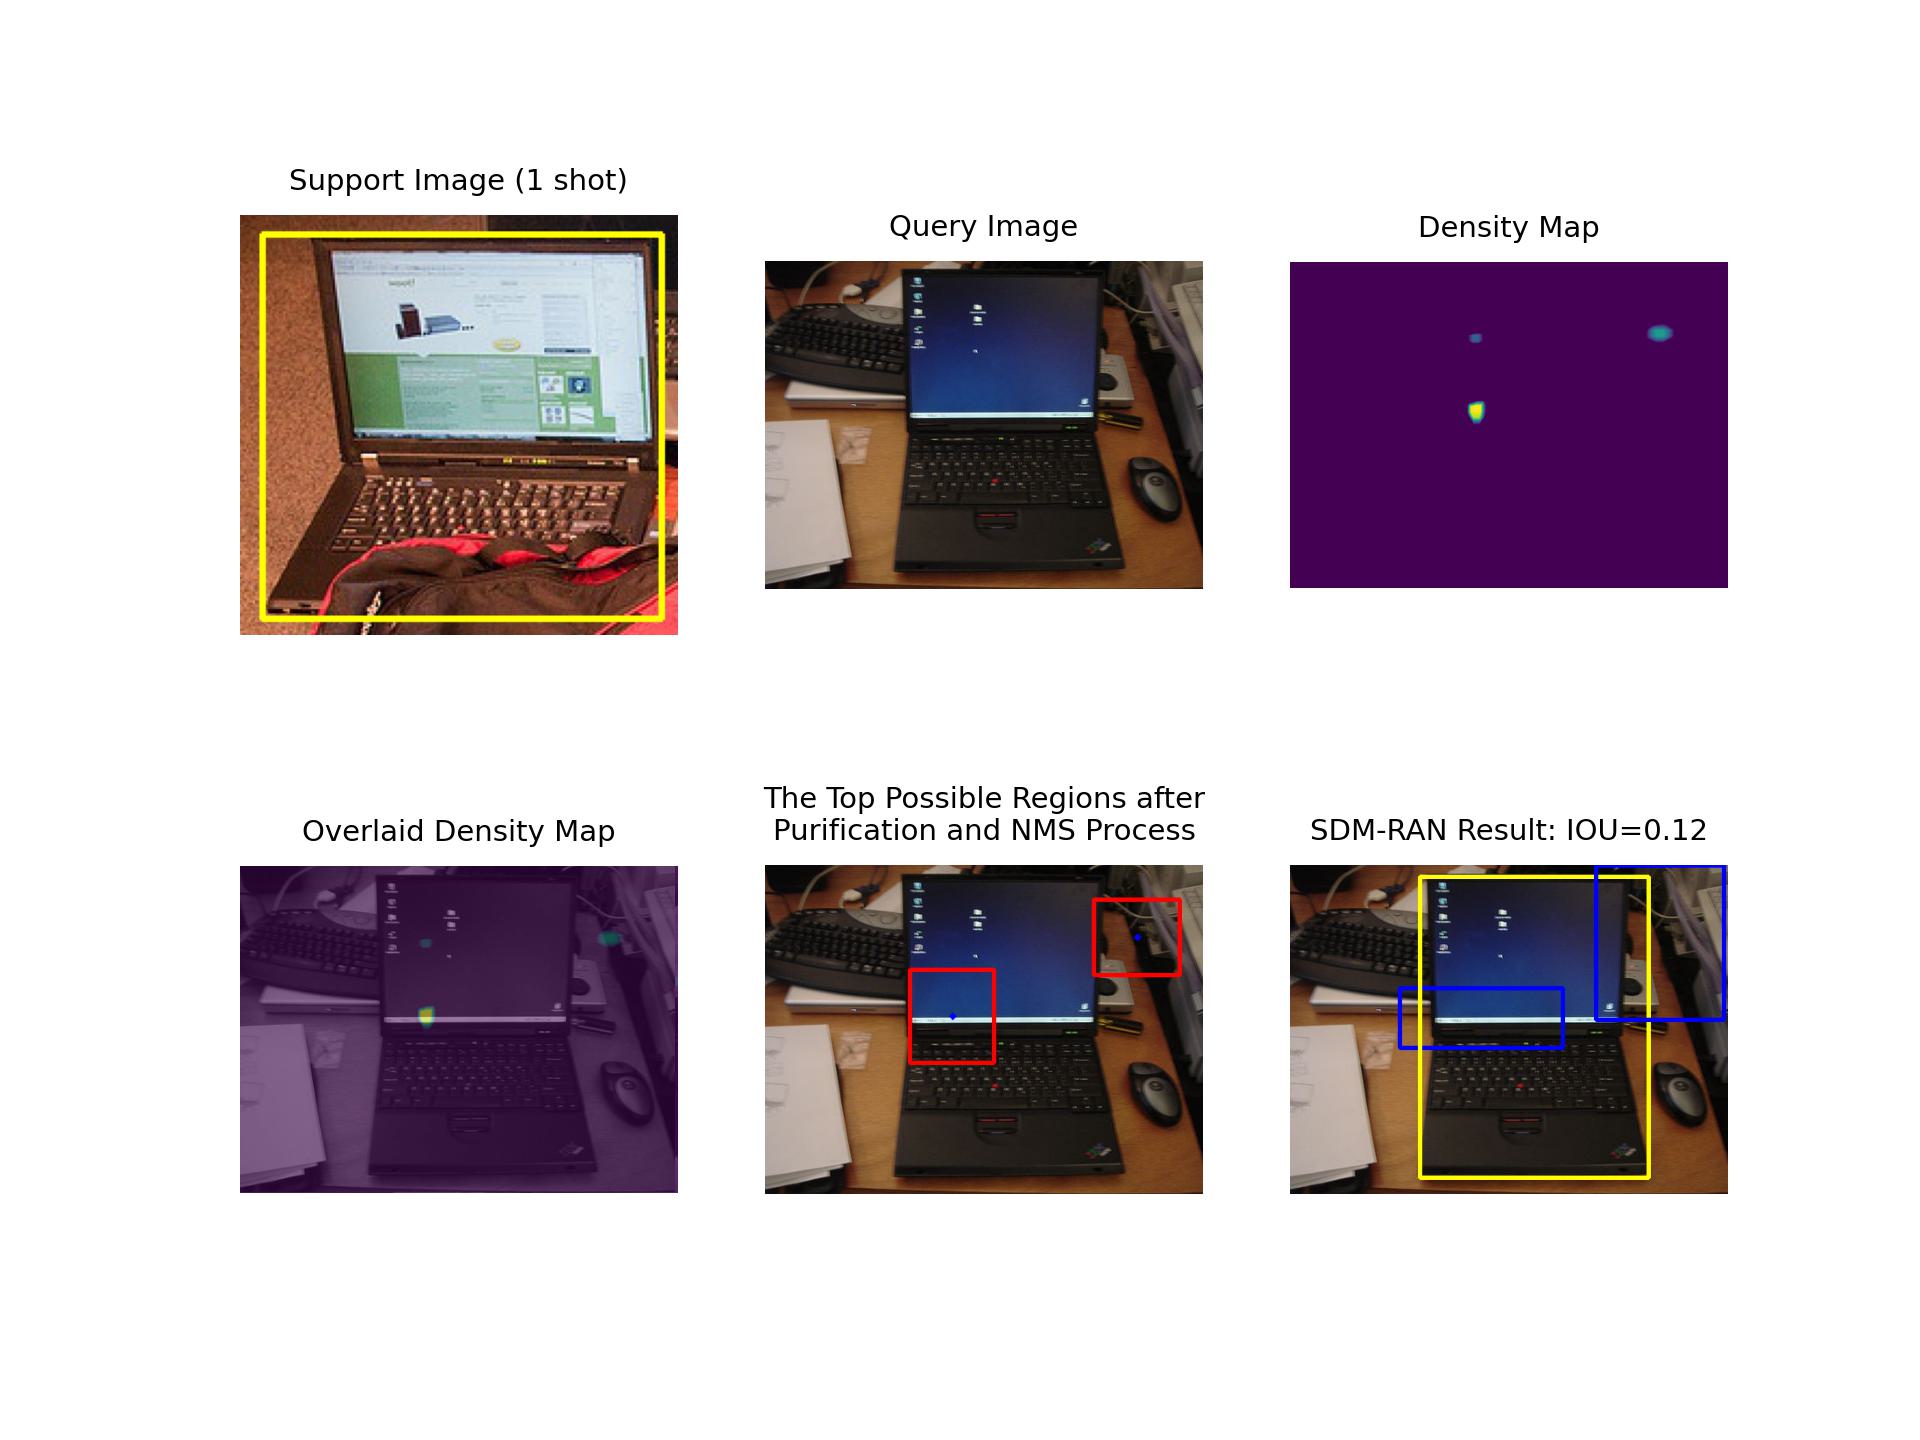 Support Image (1 shot)
Query Image
Density Map
woot!
Overlaid Density Map
The Top Possible Regions after
Purification and NMS Process
SDM-RAN Result: IOU=0.12